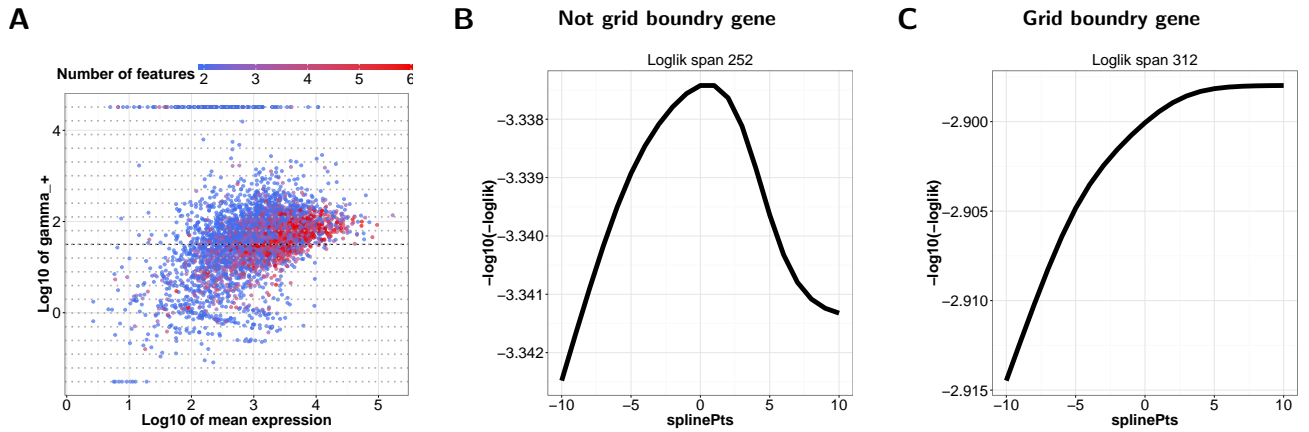 A
Number of features
2 3 4 5 6
Log10 of gamma_+
4
2
0
0 1 2 3 4 5
Log10 of mean expression
B
Not grid boundry gene
Loglik span 252
−log10(−loglik)
−3.338
−3.339
−3.340
−3.341
−3.342
−10 −5 0 5 10
splinePts
C
Grid boundry gene
Loglik span 312
−log10(−loglik)
−2.900
−2.905
−2.910
−2.915
−10 −5 0 5 10
splinePts